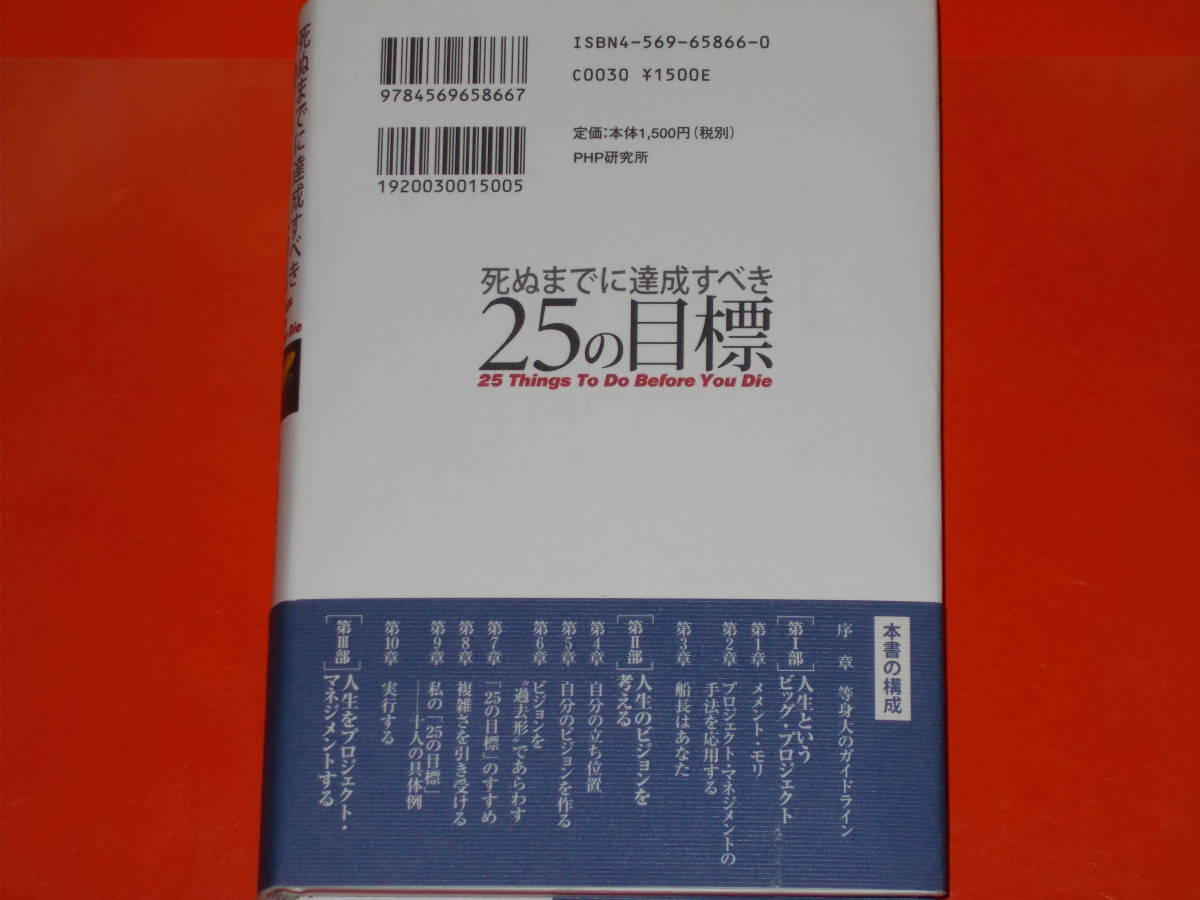 死ぬまでに達成すべき
Die
9784569658667
ISBN4-569-65866-0
C0030 ¥1500E
1920030015005
定価：本体1,500円（税別）
PHP研究所
死ぬまでに達成すべき
25の目標
25 Things To Do Before You Die
本書の構成
序　章　等身大のガイドライン
［第Ⅰ部］人生という
ビッグ・プロジェクト
第1章　メメント・モリ
第2章　プロジェクト・マネジメントの
手法を応用する
第3章　船長はあなた
［第Ⅱ部］人生のビジョンを
考える
第4章　自分の立ち位置
第5章　自分のビジョンを作る
第6章　ビジョンを
〝過去形〟であらわす
第7章　「25の目標」のすすめ
第8章　複雑さを引き受ける
第9章　私の「25の目標」
——十人の具体例
第10章　実行する
［第Ⅲ部］人生をプロジェクト・
マネジメントする